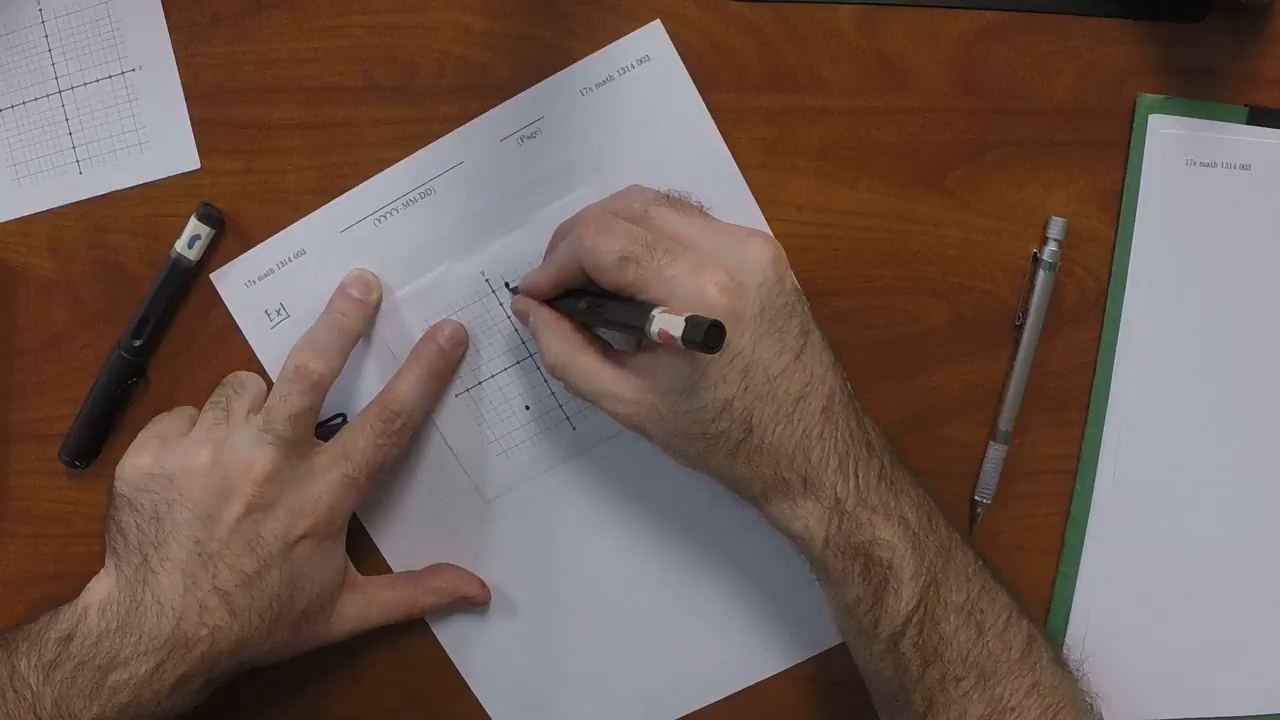 17s math 1314 003
(YYYY-MM-DD)
(Page)
17s math 1314 003
Ex
y
x
17s math 1314 003